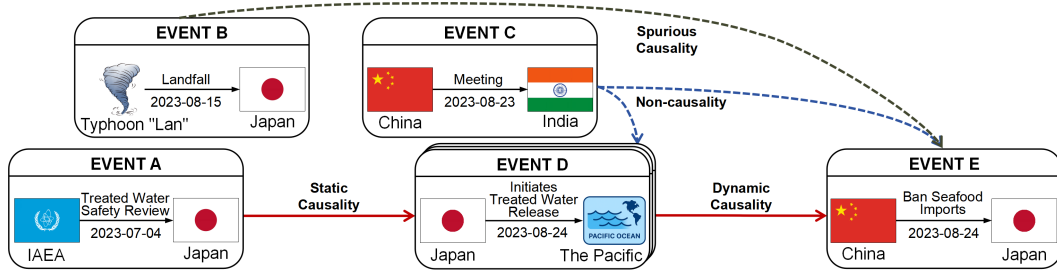 EVENT B
Landfall
2023-08-15
Typhoon "Lan"
Japan
EVENT C
Meeting
2023-08-23
China
India
Spurious
Causality
Non-causality
EVENT A
Treated Water
Safety Review
2023-07-04
IAEA
Japan
Static
Causality
EVENT D
Initiates
Treated Water
Release
2023-08-24
Japan
PACIFIC OCEAN
The Pacific
Dynamic
Causality
EVENT E
Ban Seafood
Imports
2023-08-24
China
Japan